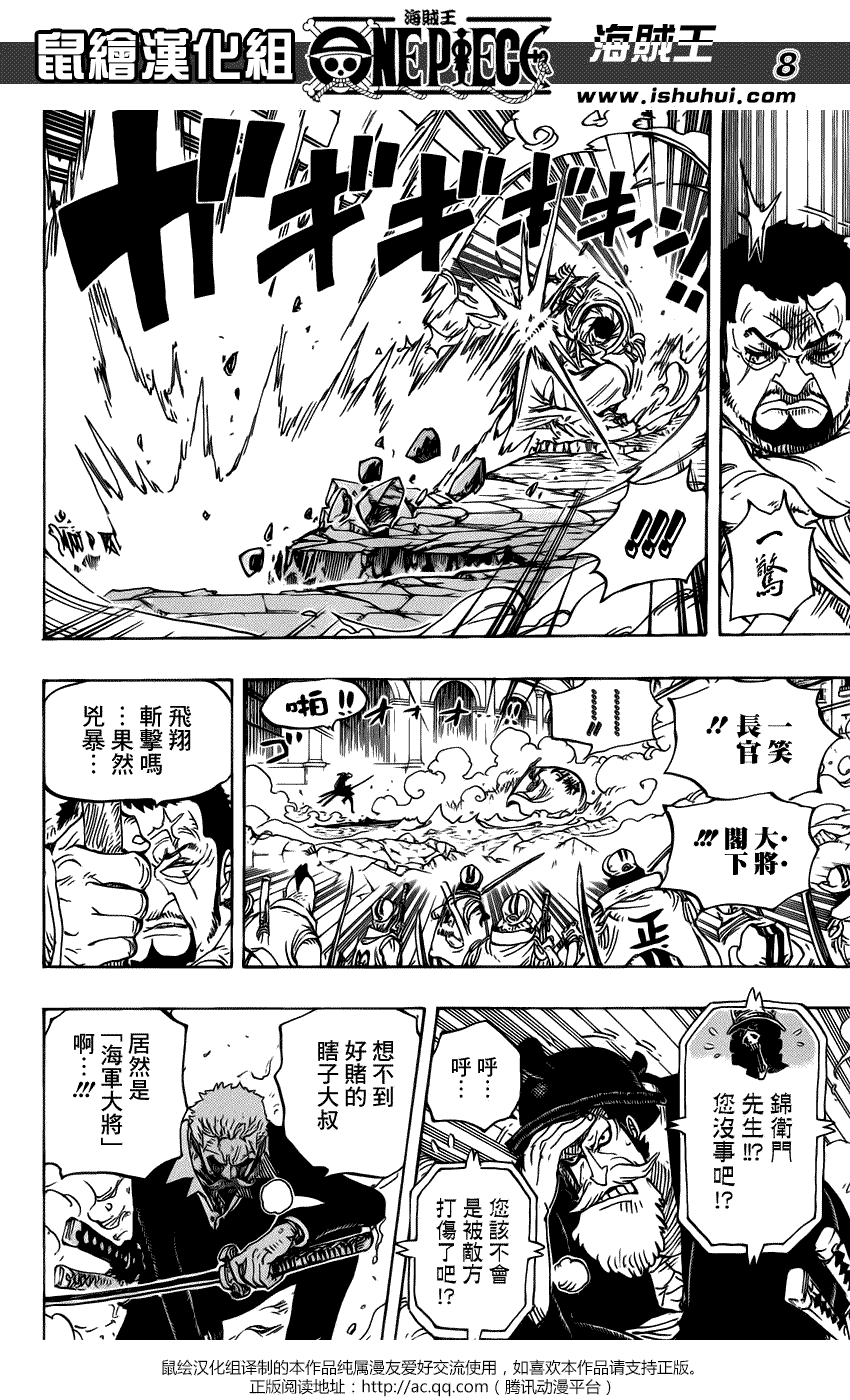 鼠繪漢化組
海賊王
ONE PIECE
海賊王
8
www.ishuhui.com
一驚
ガギギギキィン!!
!!!!
一笑
長官
!!
大將
閣下
!!!
啪!!
オオオ…!!
ゴ
飛翔
斬擊嗎
…果然
兇暴…
錦衛門
先生!!?
您沒事吧!?
呼…
呼…
您該不會
是被敵方
打傷了吧!?
想不到
好賭的
瞎子大叔
居然是
「海軍大將」
啊…!!!
正
鼠绘汉化组译制的本作品纯属漫友爱好交流使用，如喜欢本作品请支持正版。
正版阅读地址：http://ac.qq.com（腾讯动漫平台）